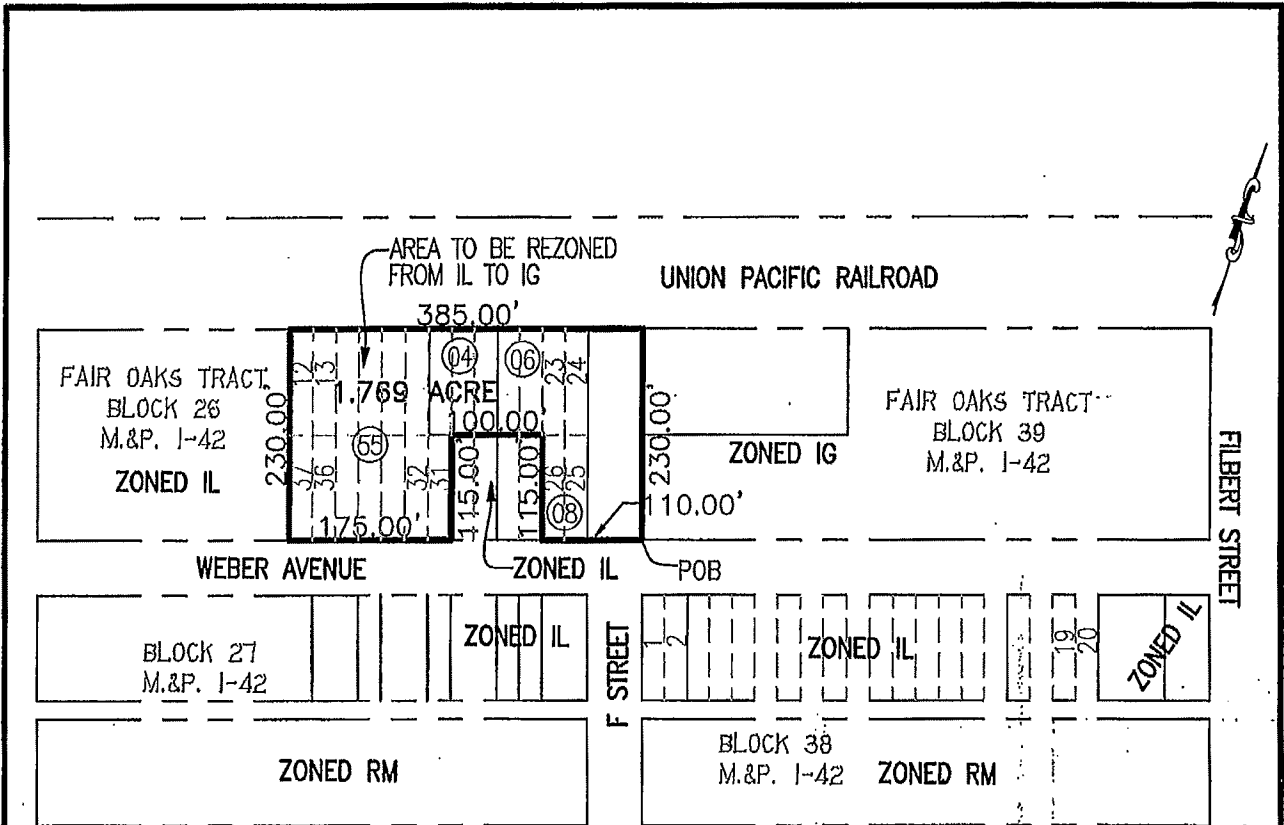 AREA TO BE REZONED
FROM IL TO IG
UNION PACIFIC RAILROAD
385.00'
FAIR OAKS TRACT
BLOCK 26
M.&P. 1-42
ZONED IL
230.00'
12
13
04
06
23
24
1.769 ACRE
100.00'
65
37
36
32
31
115.00'
115.00'
26
25
08
175.00'
230.00'
110.00'
ZONED IG
FAIR OAKS TRACT
BLOCK 39
M.&P. 1-42
FILBERT STREET
WEBER AVENUE
ZONED IL
POB
BLOCK 27
M.&P. 1-42
ZONED IL
F STREET
1
2
ZONED IL
19
20
ZONED IL
ZONED RM
BLOCK 38
M.&P. 1-42
ZONED RM